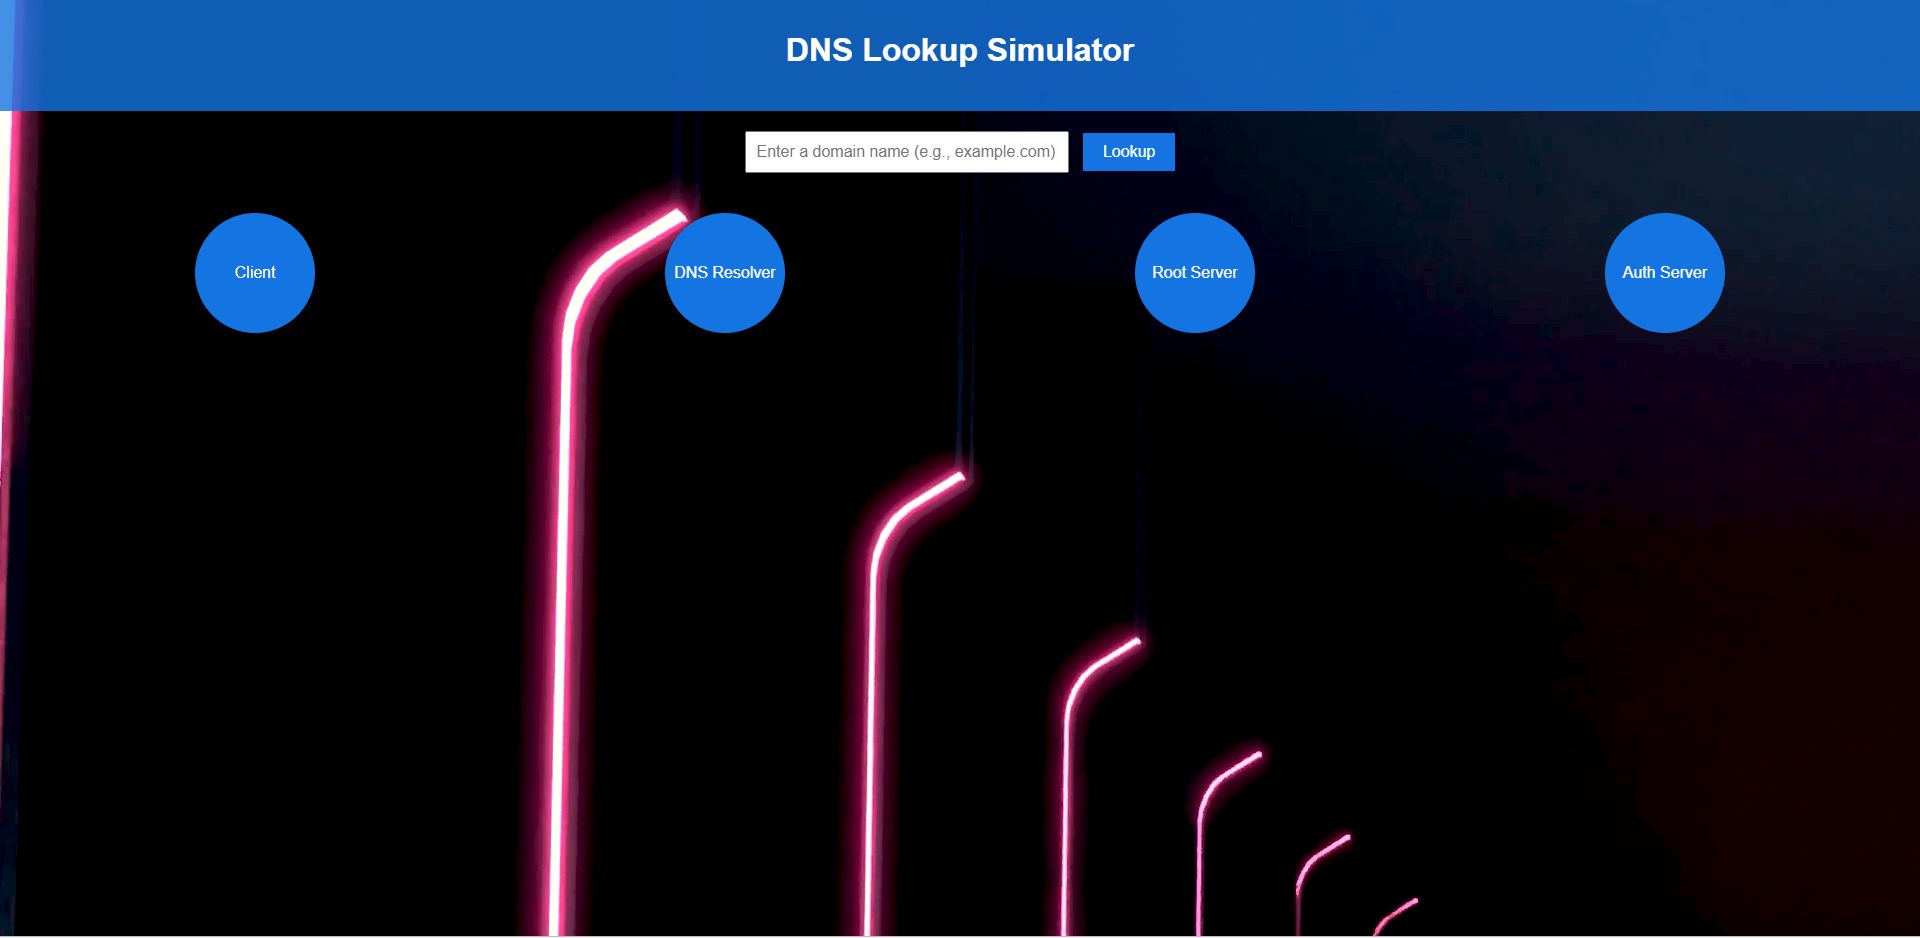 DNS Lookup Simulator
Enter a domain name (e.g., example.com)
Lookup
Client
DNS Resolver
Root Server
Auth Server